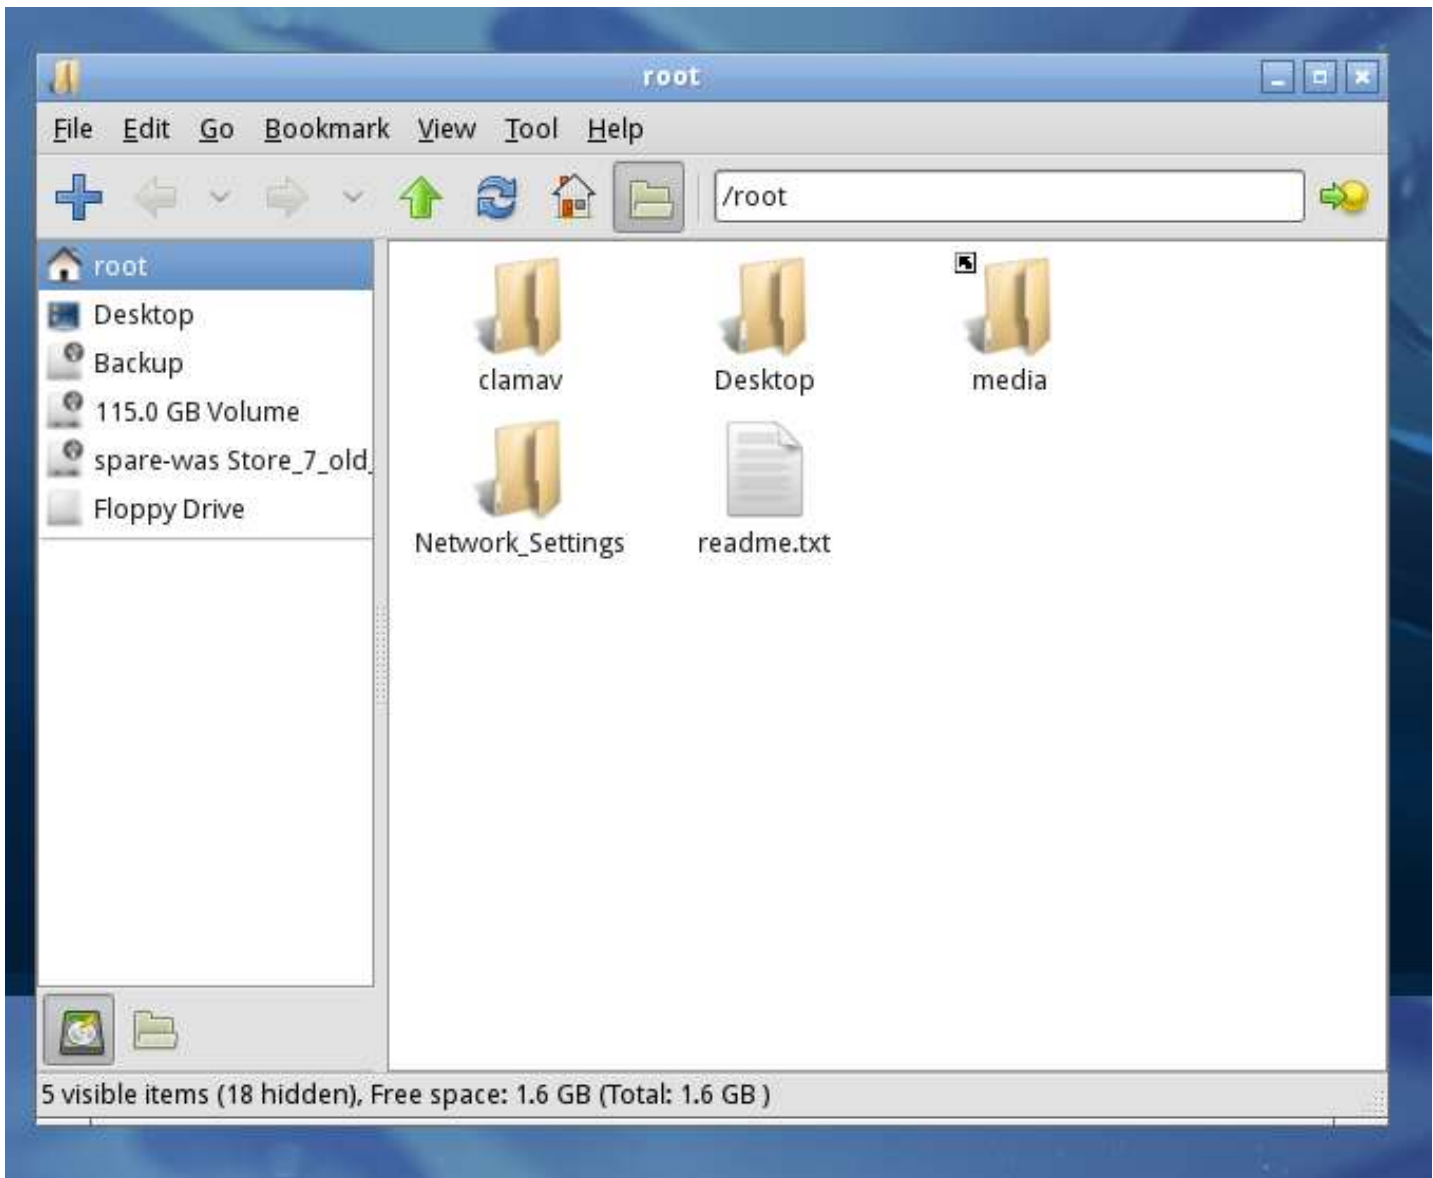 root
File Edit Go Bookmark View Tool Help
/root
root
Desktop
Backup
115.0 GB Volume
spare-was Store_7_old_
Floppy Drive
clamav Desktop media
Network_Settings readme.txt
5 visible items (18 hidden), Free space: 1.6 GB (Total: 1.6 GB )